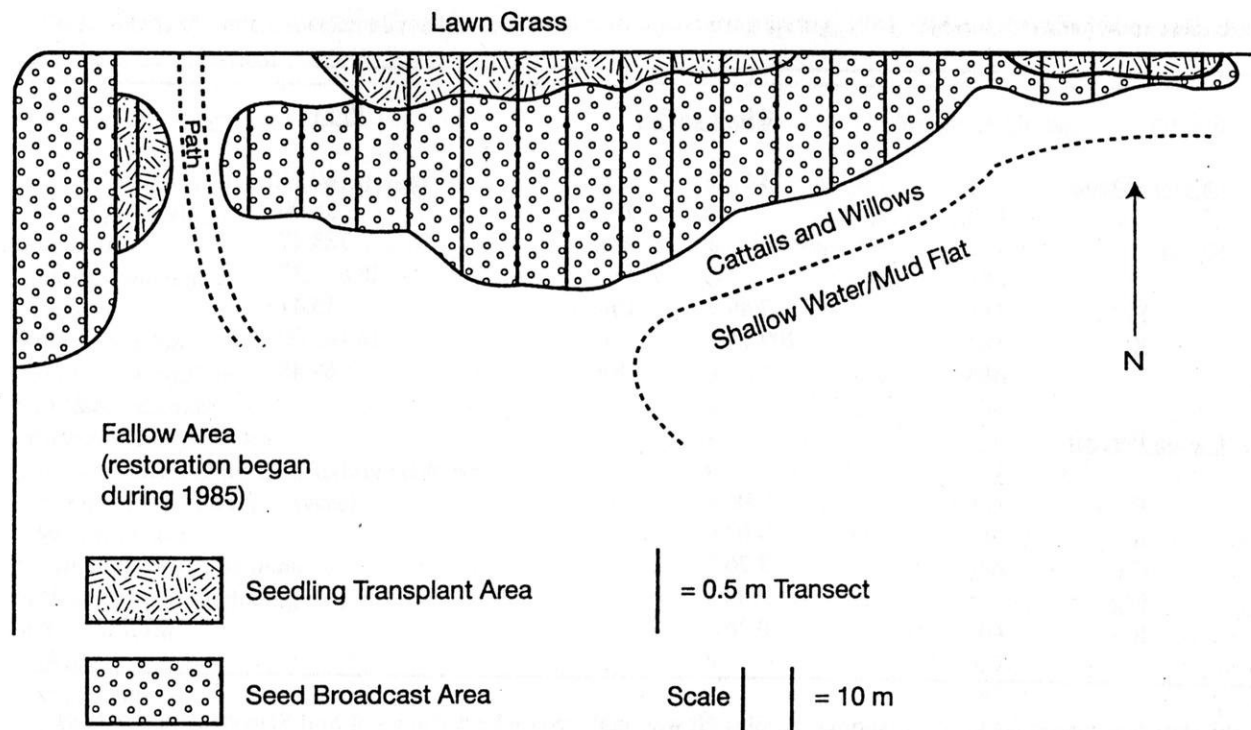 Lawn Grass
Path
Cattails and Willows
Shallow Water/Mud Flat
N
Fallow Area
(restoration began
during 1985)
Seedling Transplant Area
= 0.5 m Transect
Seed Broadcast Area
Scale
= 10 m